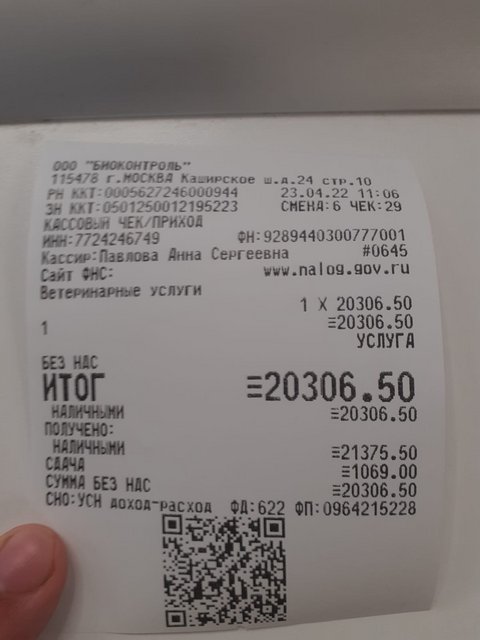 ООО "БИОКОНТРОЛЬ"
115478 г.МОСКВА Каширское ш.д.24 стр.10
РН ККТ:0005627246000944 23.04.22 11:06
ЗН ККТ:0501250012195223 СМЕНА:6 ЧЕК:29
КАССОВЫЙ ЧЕК/ПРИХОД
ИНН:7724246749 ФН:9289440300777001
Кассир:Павлова Анна Сергеевна #0645
Сайт ФНС: www.nalog.gov.ru
Ветеринарные услуги
1 X 20306.50
1 ≡20306.50
УСЛУГА
БЕЗ НДС
ИТОГ ≡20306.50
НАЛИЧНЫМИ ≡20306.50
ПОЛУЧЕНО:
НАЛИЧНЫМИ ≡21375.50
СДАЧА ≡1069.00
СУММА БЕЗ НДС ≡20306.50
СНО:УСН доход-расход ФД:622 ФП:0964215228